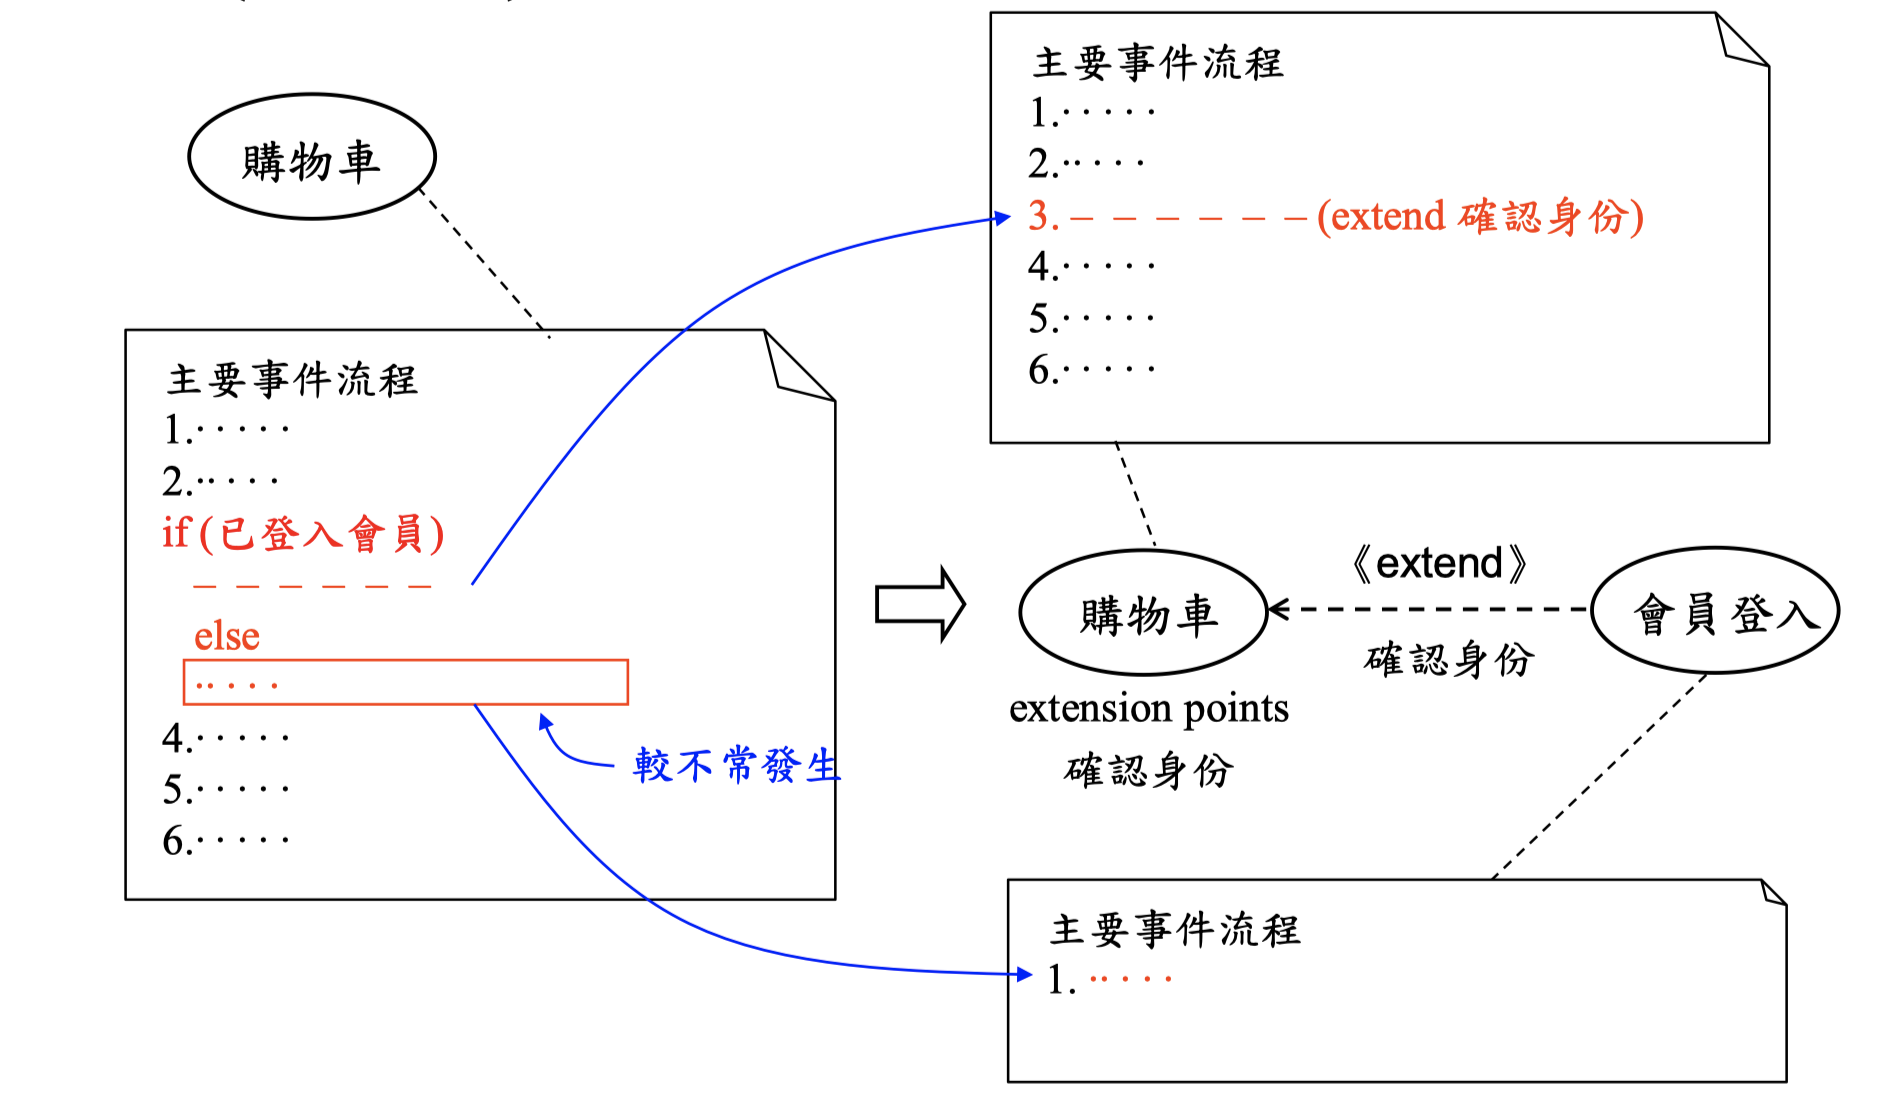 購物車
主要事件流程
1.·····
2.·····
if (已登入會員)
– – – – – –
else
·····
4.·····
5.·····
6.·····
較不常發生
主要事件流程
1.·····
2.·····
3. – – – – – – (extend 確認身份)
4.·····
5.·····
6.·····
購物車
《extend》
會員登入
確認身份
extension points
確認身份
主要事件流程
1. ·····